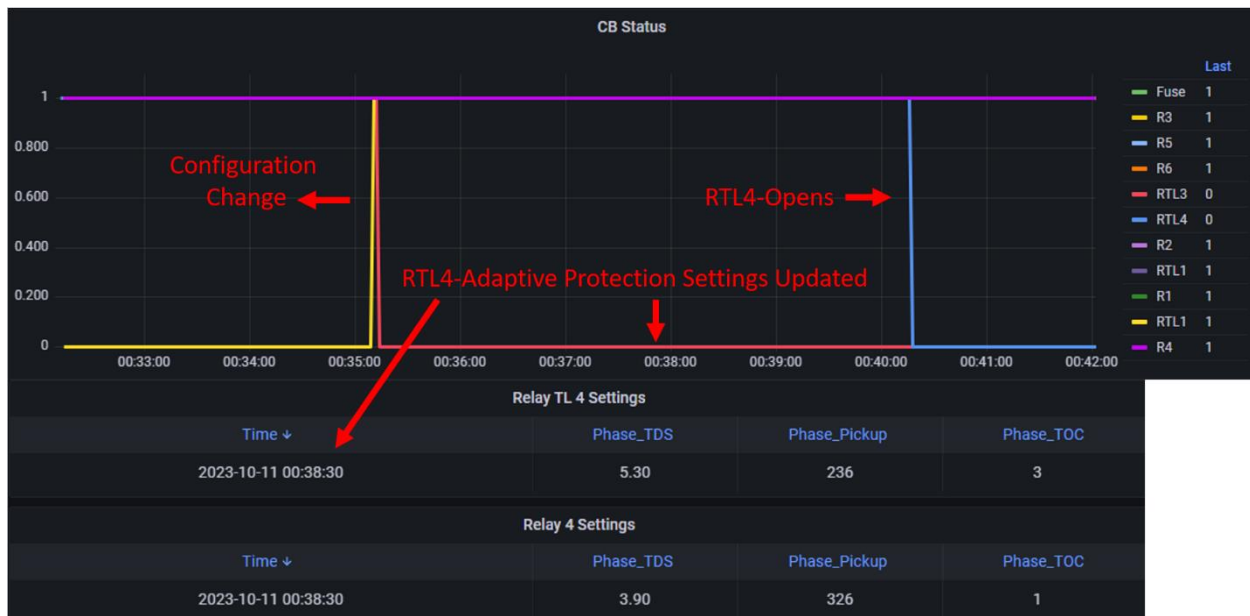 CB Status
Last
Fuse 1
R3 1
R5 1
R6 1
RTL3 0
RTL4 0
R2 1
RTL1 1
R1 1
RTL1 1
R4 1
1
0.800
0.600
0.400
0.200
0
Configuration
Change
RTL4-Opens
RTL4-Adaptive Protection Settings Updated
00:33:00 00:34:00 00:35:00 00:36:00 00:37:00 00:38:00 00:39:00 00:40:00 00:41:00 00:42:00
Relay TL 4 Settings
Time ↓ Phase_TDS Phase_Pickup Phase_TOC
2023-10-11 00:38:30 5.30 236 3
Relay 4 Settings
Time ↓ Phase_TDS Phase_Pickup Phase_TOC
2023-10-11 00:38:30 3.90 326 1